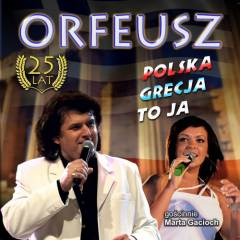 ORFEUSZ
25
LAT
POLSKA
GRECJA
TO JA
gościnnie
Marta Gacioch